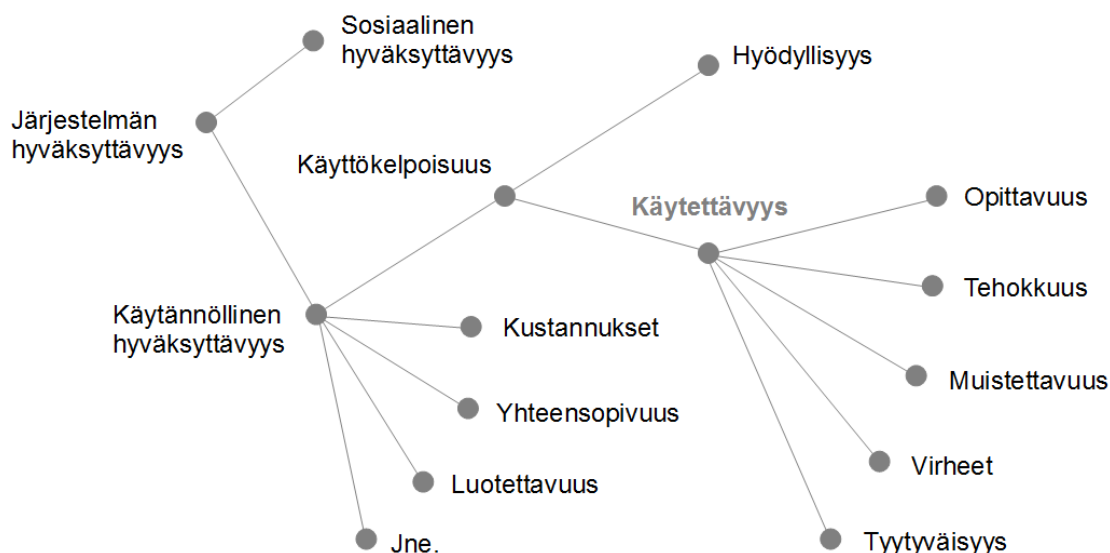 Sosiaalinen
hyväksyttävyys
Järjestelmän
hyväksyttävyys
Hyödyllisyys
Käyttökelpoisuus
Käytettävyys
Opittavuus
Tehokkuus
Käytännöllinen
hyväksyttävyys
Kustannukset
Muistettavuus
Yhteensopivuus
Virheet
Luotettavuus
Jne.
Tyytyväisyys